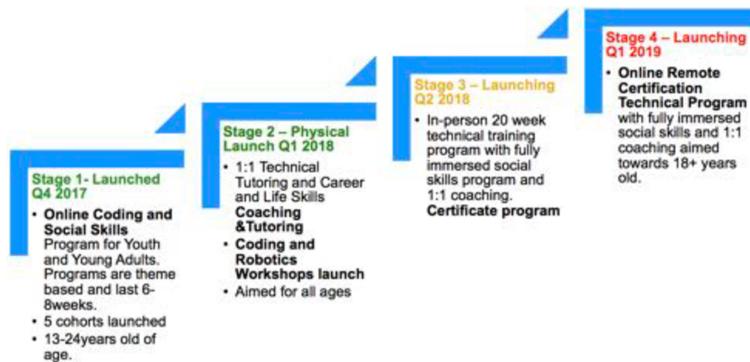 Stage 1- Launched
Q4 2017
• Online Coding and
Social Skills
Program for Youth
and Young Adults.
Programs are theme
based and last 6-
8weeks.
• 5 cohorts launched
• 13-24years old of
age.
Stage 2 – Physical
Launch Q1 2018
• 1:1 Technical
Tutoring and Career
and Life Skills
Coaching
&Tutoring
• Coding and
Robotics
Workshops launch
• Aimed for all ages
Stage 3 – Launching
Q2 2018
• In-person 20 week
technical training
program with fully
immersed social
skills program and
1:1 coaching.
Certificate program
Stage 4 – Launching
Q1 2019
• Online Remote
Certification
Technical Program
with fully immersed
social skills and 1:1
coaching aimed
towards 18+ years
old.